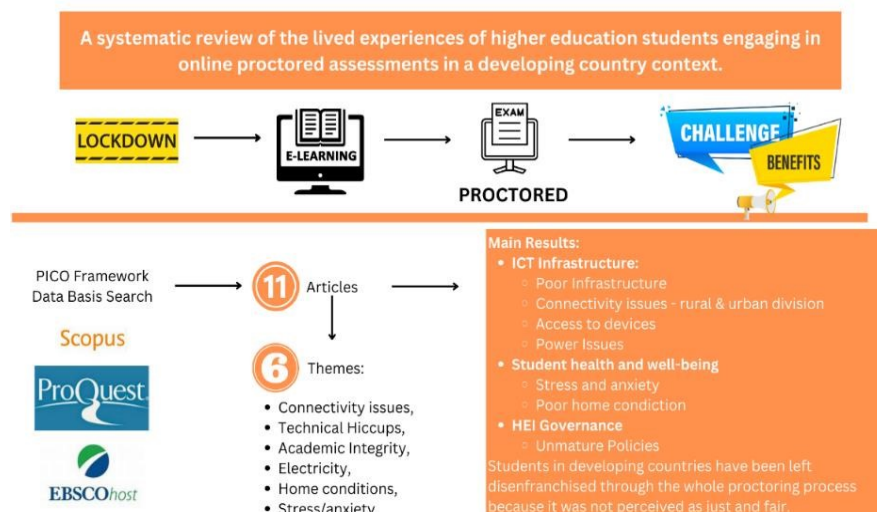 A systematic review of the lived experiences of higher education students engaging in
online proctored assessments in a developing country context.
LOCKDOWN
E-LEARNING
EXAM
PROCTORED
CHALLENGE
BENEFITS
PICO Framework
Data Basis Search
Scopus
ProQuest
EBSCOhost
11 Articles
6 Themes:
• Connectivity issues,
• Technical Hiccups,
• Academic Integrity,
• Electricity,
• Home conditions,
• Stress/anxiety
Main Results:
• ICT Infrastructure:
○ Poor Infrastructure
○ Connectivity issues - rural & urban division
○ Access to devices
○ Power Issues
• Student health and well-being
○ Stress and anxiety
○ Poor home condiction
• HEI Governance
○ Unmature Policies
Students in developing countries have been left
disenfranchised through the whole proctoring process
because it was not perceived as just and fair.